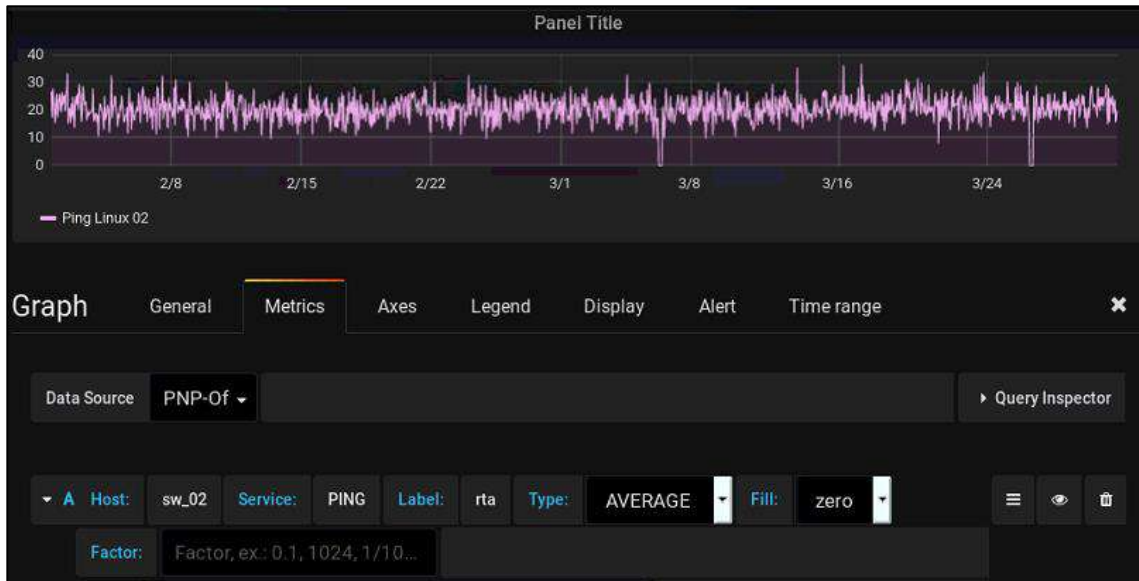 Panel Title
40
30
20
10
0
2/8 2/15 2/22 3/1 3/8 3/16 3/24
Ping Linux 02
Graph General Metrics Axes Legend Display Alert Time range
Data Source PNP-Of Query Inspector
A Host: sw_02 Service: PING Label: rta Type: AVERAGE Fill: zero
Factor: Factor, ex.: 0.1, 1024, 1/10...